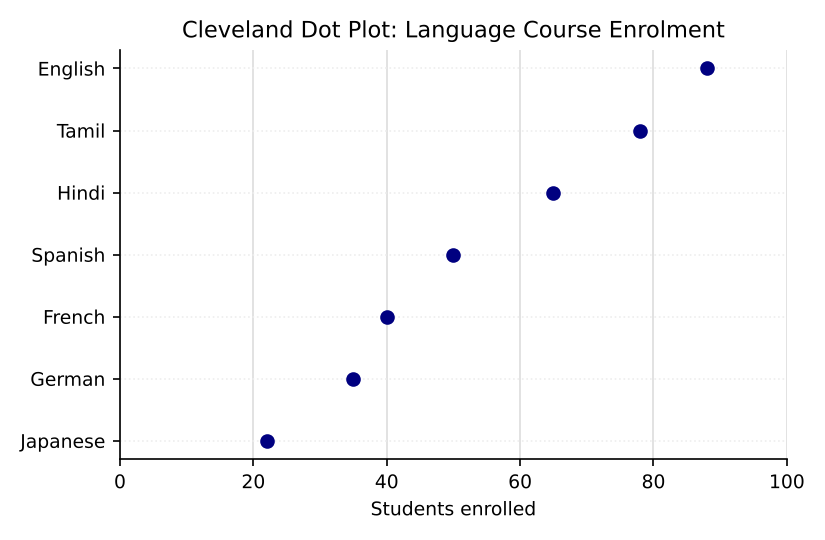 Cleveland Dot Plot: Language Course Enrolment
English
Tamil
Hindi
Spanish
French
German
Japanese
0 20 40 60 80 100
Students enrolled